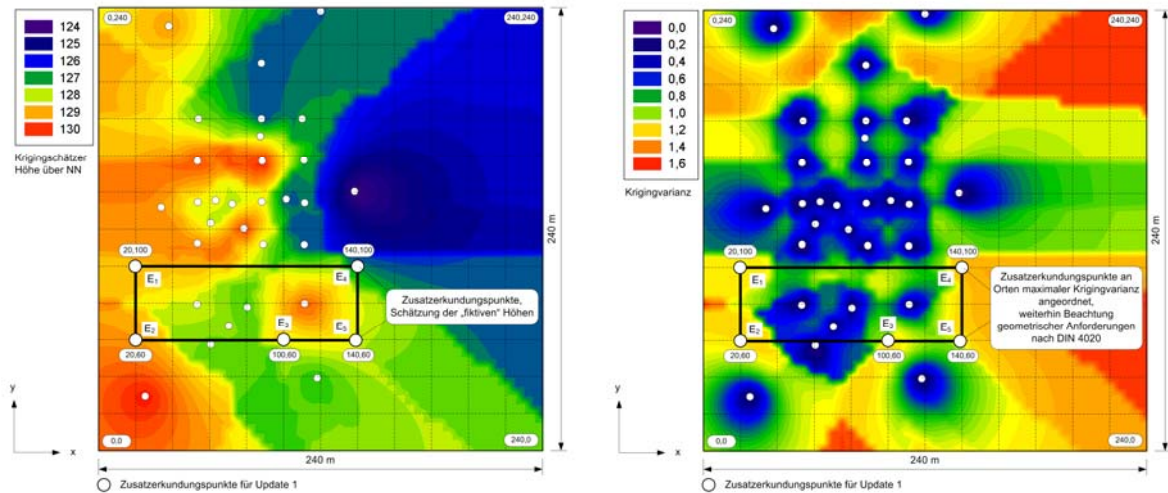 124
125
126
127
128
129
130
Krigingschätzer
Höhe über NN
0,240
240,240
20,100
140,100
E1
E4
E2
E3
E5
20,60
100,60
140,60
Zusatzerkundungspunkte,
Schätzung der „fiktiven“ Höhen
0,0
240,0
240 m
240 m
y
x
Zusatzerkundungspunkte für Update 1
0,0
0,2
0,4
0,6
0,8
1,0
1,2
1,4
1,6
Krigingvarianz
0,240
240,240
20,100
140,100
E1
E4
E2
E3
E5
20,60
100,60
140,60
Zusatzerkundungspunkte an
Orten maximaler Krigingvarianz
angeordnet,
weiterhin Beachtung
geometrischer Anforderungen
nach DIN 4020
0,0
240,0
240 m
240 m
y
x
Zusatzerkundungspunkte für Update 1